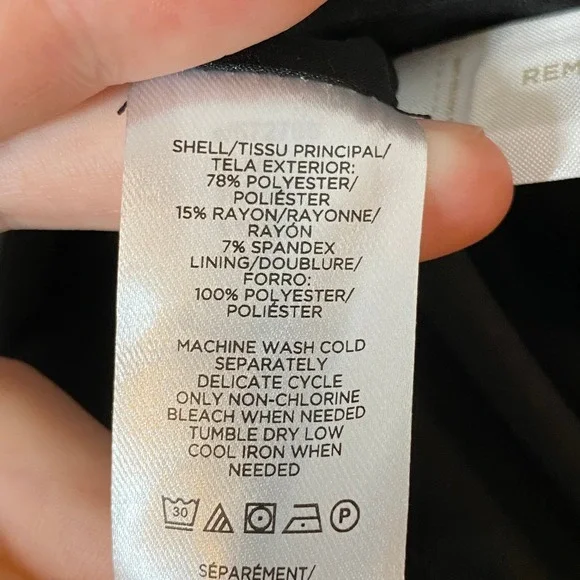 REM
SHELL/TISSU PRINCIPAL/
TELA EXTERIOR:
78% POLYESTER/
POLIÉSTER
15% RAYON/RAYONNE/
RAYÓN
7% SPANDEX
LINING/DOUBLURE/
FORRO:
100% POLYESTER/
POLIÉSTER
MACHINE WASH COLD
SEPARATELY
DELICATE CYCLE
ONLY NON-CHLORINE
BLEACH WHEN NEEDED
TUMBLE DRY LOW
COOL IRON WHEN
NEEDED
30 P
SÉPARÉMENT/